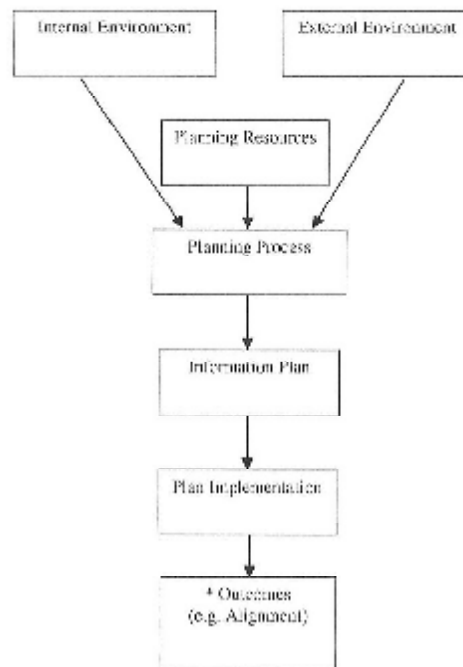 Internal Environment
External Environment
Planning Resources
Planning Process
Information Plan
Plan Implementation
* Outcomes
(e.g. Alignment)